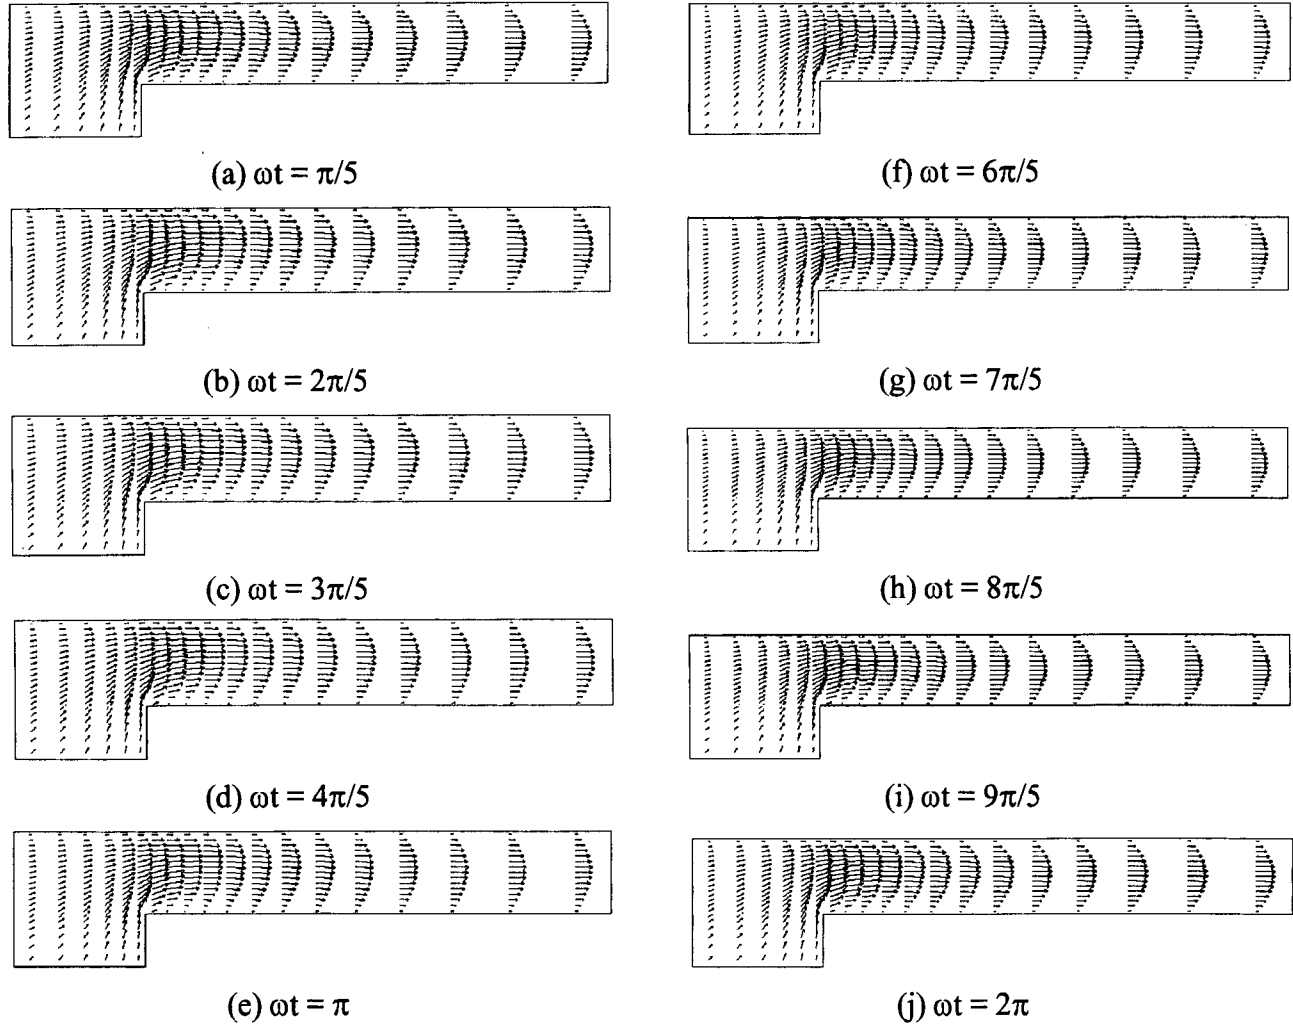 (a) ωt = π/5
(b) ωt = 2π/5
(c) ωt = 3π/5
(d) ωt = 4π/5
(e) ωt = π
(f) ωt = 6π/5
(g) ωt = 7π/5
(h) ωt = 8π/5
(i) ωt = 9π/5
(j) ωt = 2π